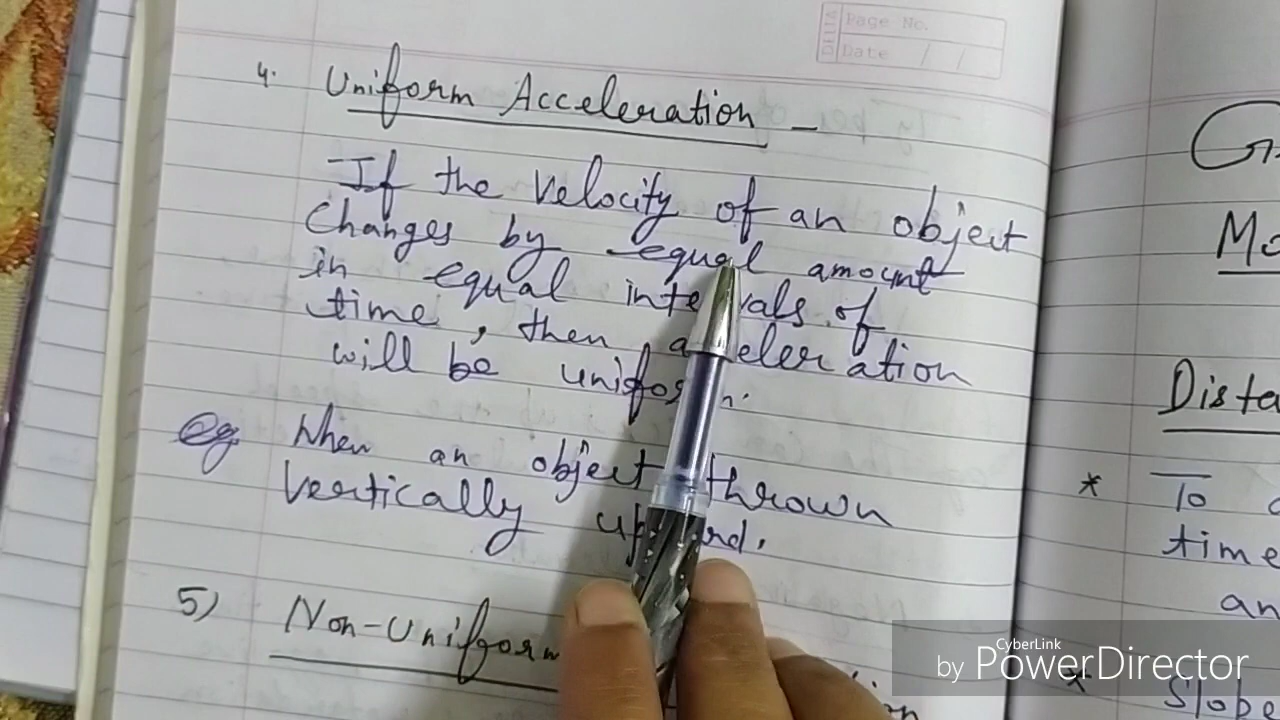 DELTA Page No.
Date / /
4. Uniform Acceleration -
If the Velocity of an object
Changes by equal amount
in equal intervals of
time, then acceleration
will be uniform.
eg When an object thrown
vertically upward.
5) Non-Uniform
Dista
* To
time
an
* Slope
CyberLink
by PowerDirector